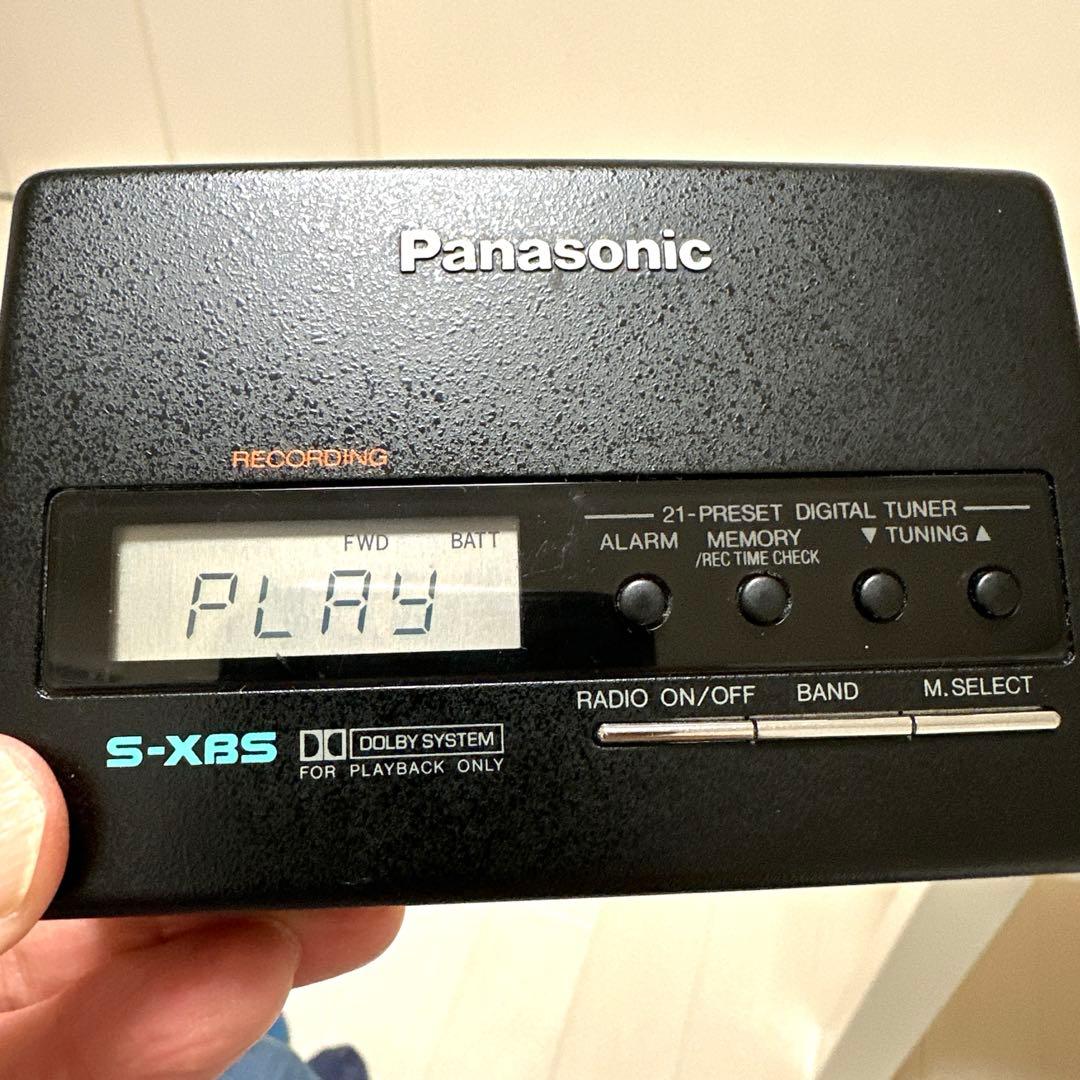 Panasonic
RECORDING
21-PRESET DIGITAL TUNER
ALARM MEMORY ▼ TUNING ▲
/REC TIME CHECK
FWD BATT
PLAY
RADIO ON/OFF BAND M.SELECT
S-XBS DOLBY SYSTEM
FOR PLAYBACK ONLY